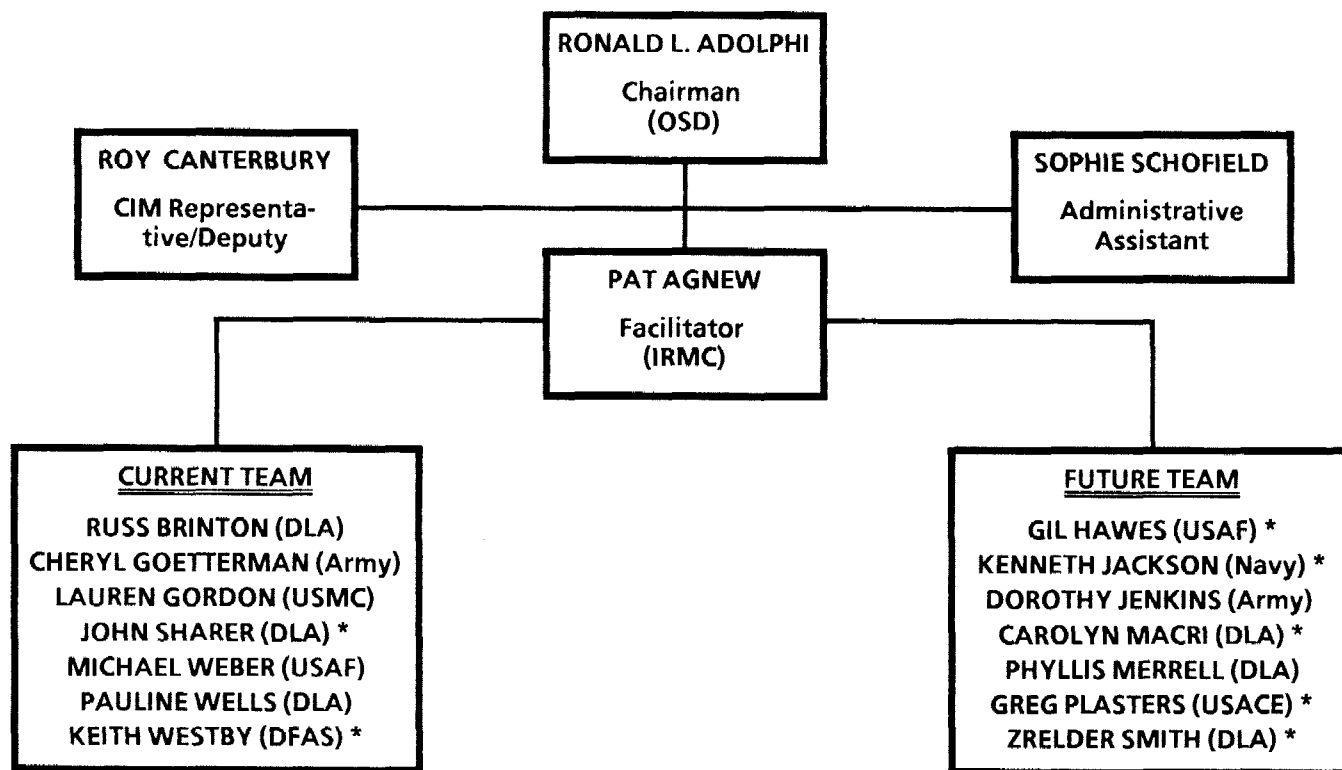 RONALD L. ADOLPHI
Chairman
(OSD)
ROY CANTERBURY
CIM Representa-
tive/Deputy
SOPHIE SCHOFIELD
Administrative
Assistant
PAT AGNEW
Facilitator
(IRMC)
CURRENT TEAM
RUSS BRINTON (DLA)
CHERYL GOETTERMAN (Army)
LAUREN GORDON (USMC)
JOHN SHARER (DLA) *
MICHAEL WEBER (USAF)
PAULINE WELLS (DLA)
KEITH WESTBY (DFAS) *
FUTURE TEAM
GIL HAWES (USAF) *
KENNETH JACKSON (Navy) *
DOROTHY JENKINS (Army)
CAROLYN MACRI (DLA) *
PHYLLIS MERRELL (DLA)
GREG PLASTERS (USACE) *
ZRELDER SMITH (DLA) *